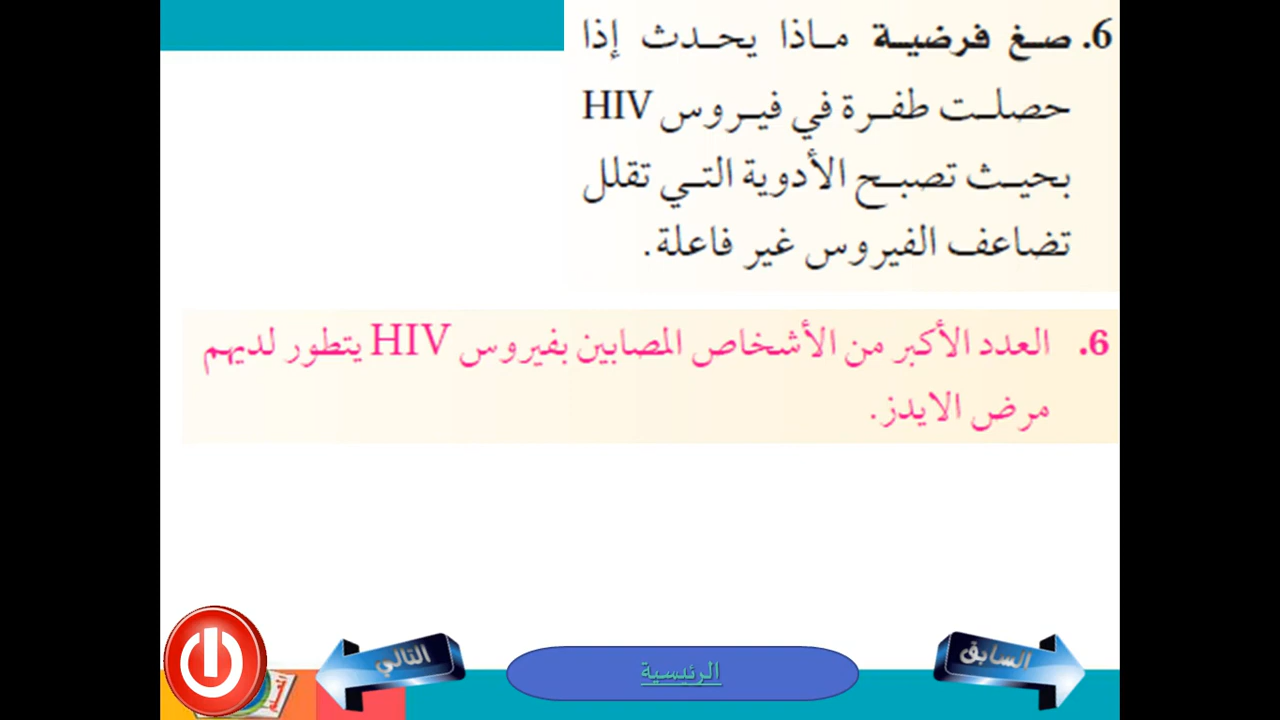 6. صغ فرضية ماذا يحدث إذا
حصلت طفرة في فيروس HIV
بحيث تصبح الأدوية التي تقلل
تضاعف الفيروس غير فاعلة.
6. العدد الأكبر من الأشخاص المصابين بفيروس HIV يتطور لديهم
مرض الايدز.
السابق
الرئيسية
التالي
المعلم